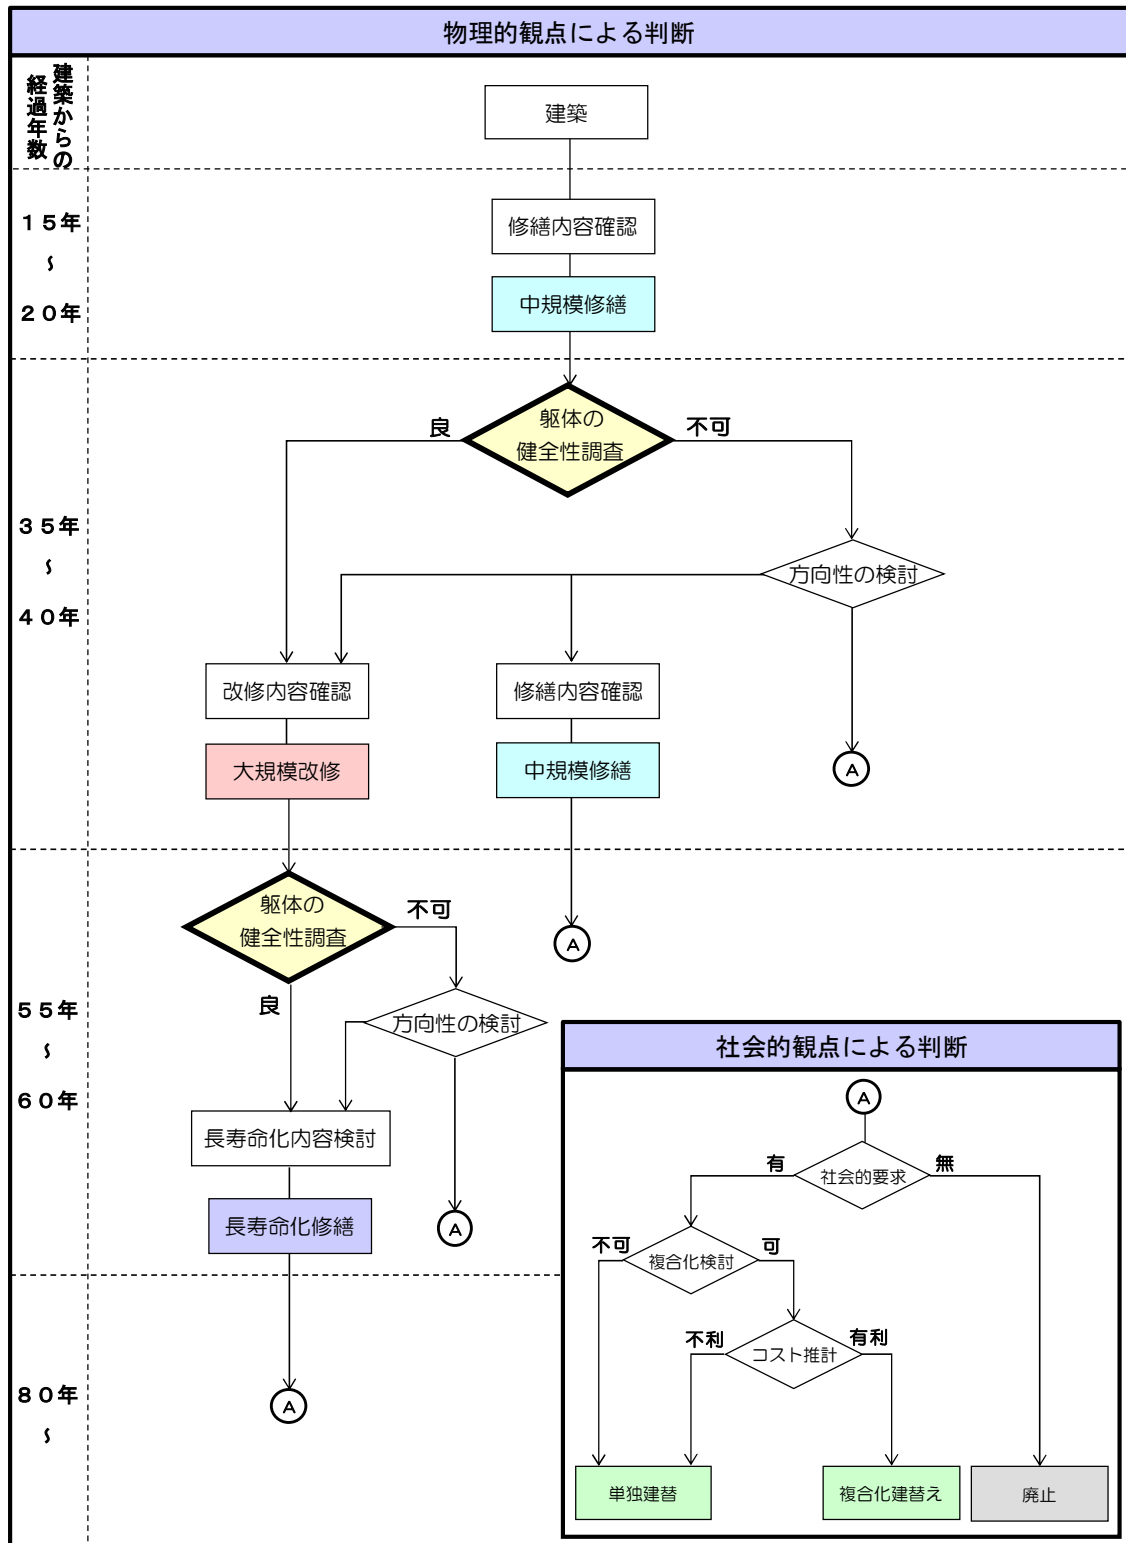 物理的観点による判断
建築からの
経過年数
建築
１５年
～
２０年
修繕内容確認
中規模修繕
躯体の
健全性調査
良
不可
３５年
～
４０年
方向性の検討
改修内容確認
修繕内容確認
大規模改修
中規模修繕
A
躯体の
健全性調査
不可
良
A
５５年
～
６０年
方向性の検討
長寿命化内容検討
長寿命化修繕
A
８０年
～
A
社会的観点による判断
A
社会的要求
有
無
複合化検討
不可
可
コスト推計
不利
有利
単独建替
複合化建替え
廃止